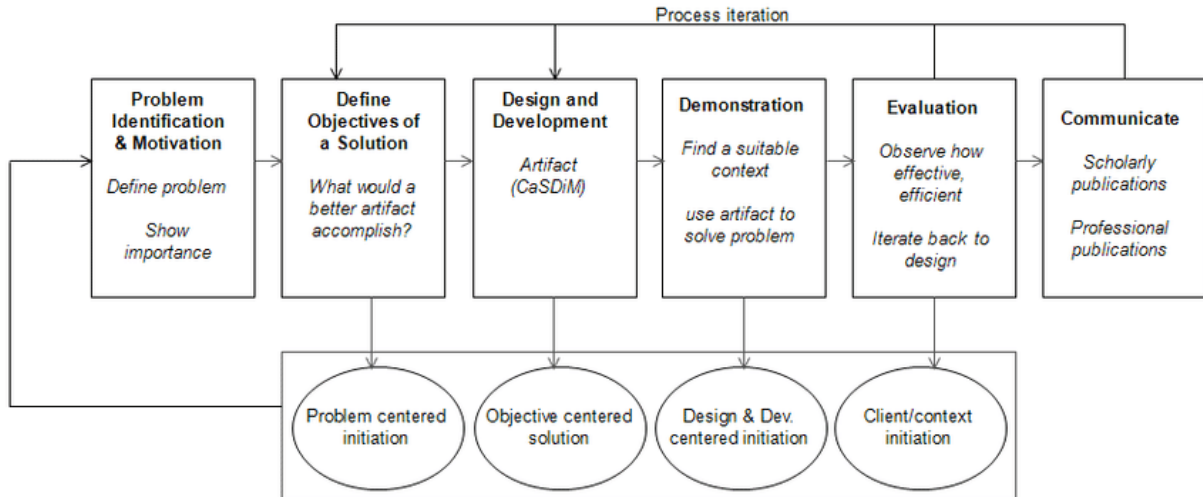 Process iteration
Problem
Identification
& Motivation
Define problem
Show
importance
Define
Objectives of
a Solution
What would a
better artifact
accomplish?
Design and
Development
Artifact
(CaSDiM)
Demonstration
Find a suitable
context
use artifact to
solve problem
Evaluation
Observe how
effective,
efficient
Iterate back to
design
Communicate
Scholarly
publications
Professional
publications
Problem centered
initiation
Objective centered
solution
Design & Dev.
centered initiation
Client/context
initiation